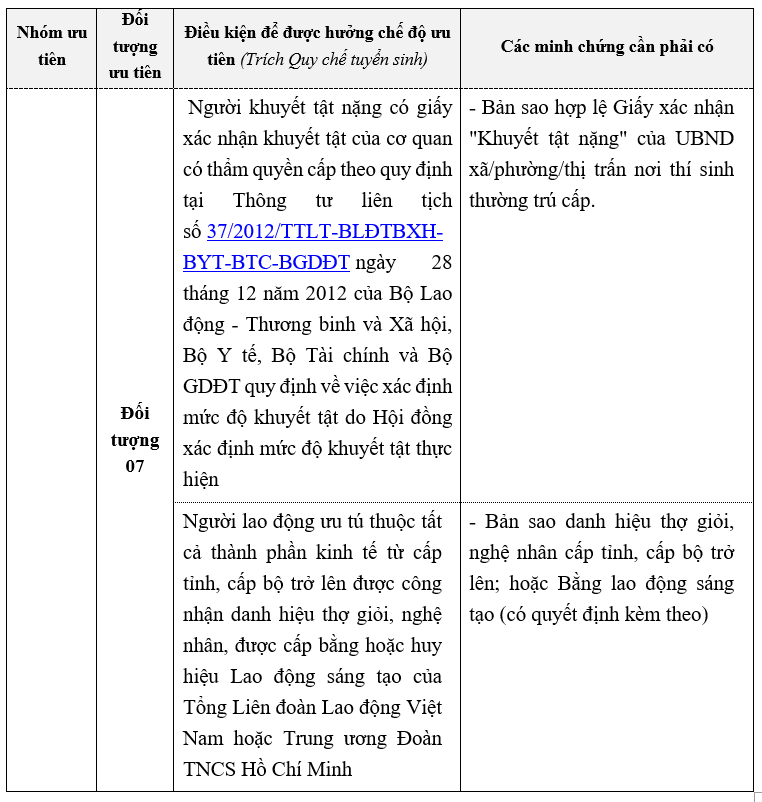 Nhóm ưu
tiên
Đối
tượng
ưu tiên
Điều kiện để được hưởng chế độ ưu
tiên (Trích Quy chế tuyển sinh)
Các minh chứng cần phải có
Đối
tượng
07
Người khuyết tật nặng có giấy
xác nhận khuyết tật của cơ quan
có thẩm quyền cấp theo quy định
tại Thông tư liên tịch
số 37/2012/TTLT-BLĐTBXH-
BYT-BTC-BGDĐT ngày 28
tháng 12 năm 2012 của Bộ Lao
động - Thương binh và Xã hội,
Bộ Y tế, Bộ Tài chính và Bộ
GDĐT quy định về việc xác định
mức độ khuyết tật do Hội đồng
xác định mức độ khuyết tật thực
hiện
- Bản sao hợp lệ Giấy xác nhận
"Khuyết tật nặng" của UBND
xã/phường/thị trấn nơi thí sinh
thường trú cấp.
Người lao động ưu tú thuộc tất
cả thành phần kinh tế từ cấp
tỉnh, cấp bộ trở lên được công
nhận danh hiệu thợ giỏi, nghệ
nhân, được cấp bằng hoặc huy
hiệu Lao động sáng tạo của
Tổng Liên đoàn Lao động Việt
Nam hoặc Trung ương Đoàn
TNCS Hồ Chí Minh
- Bản sao danh hiệu thợ giỏi,
nghệ nhân cấp tỉnh, cấp bộ trở
lên; hoặc Bằng lao động sáng
tạo (có quyết định kèm theo)